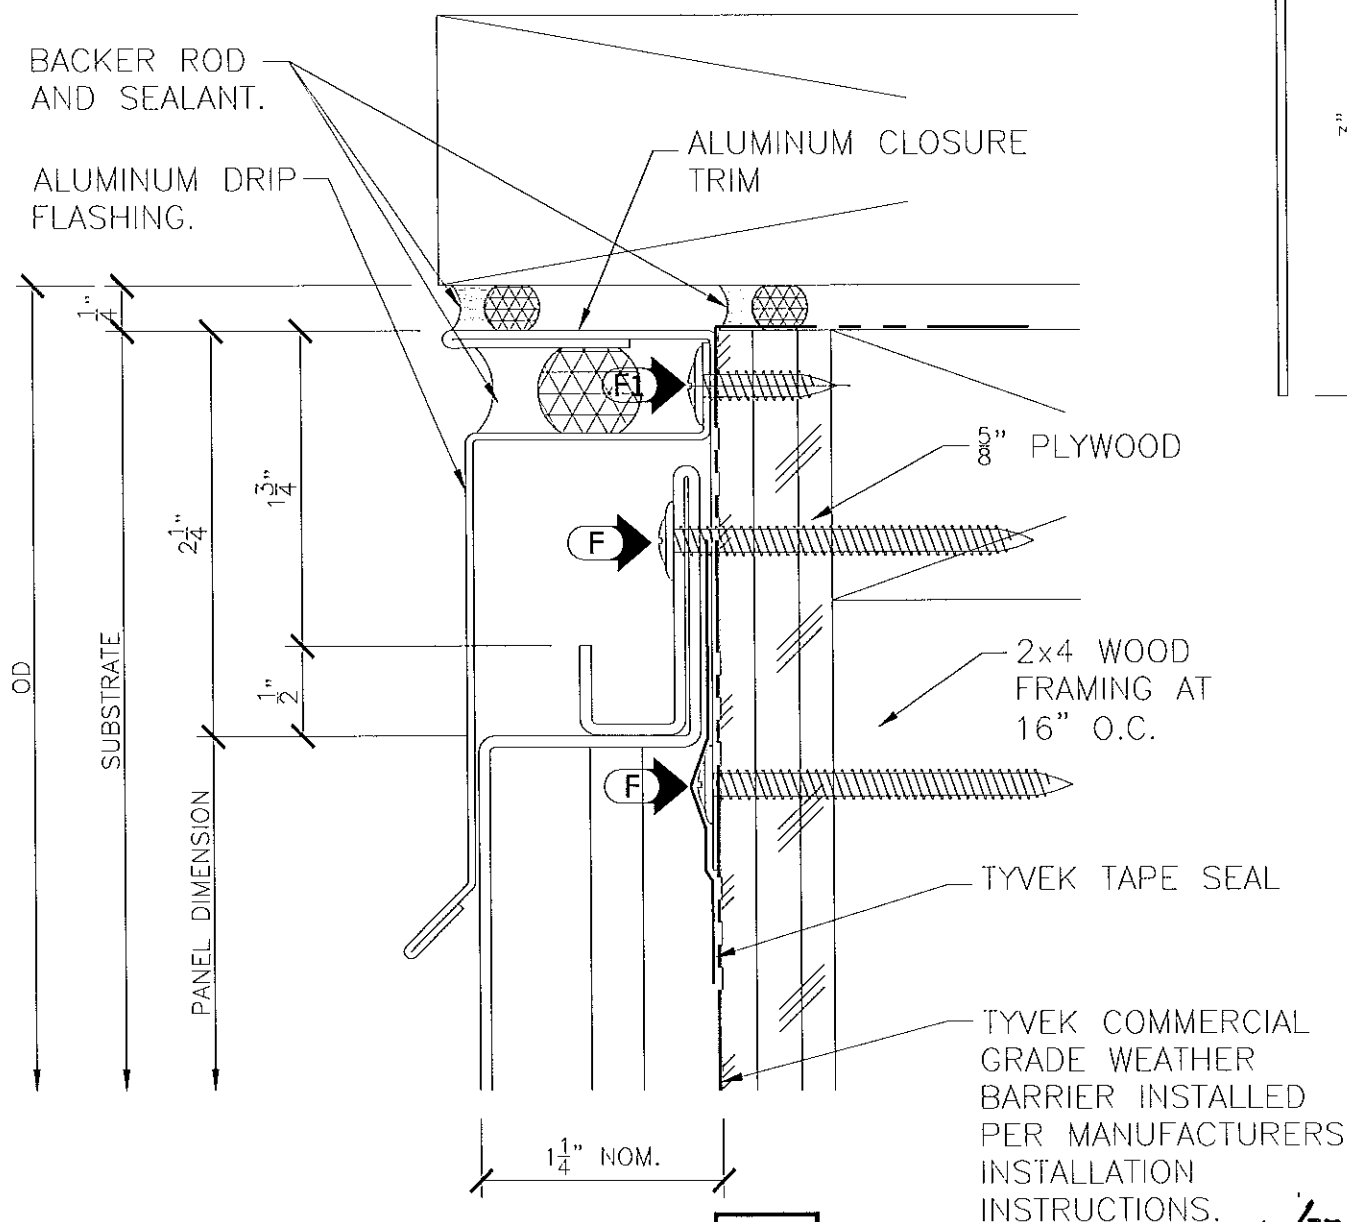 BACKER ROD
AND SEALANT.
ALUMINUM DRIP
FLASHING.
ALUMINUM CLOSURE
TRIM
1/4"
F1
5/8" PLYWOOD
1 3/4"
2 1/4"
F
2x4 WOOD
FRAMING AT
16" O.C.
1/2"
OD
SUBSTRATE
PANEL DIMENSION
F
TYVEK TAPE SEAL
TYVEK COMMERCIAL
GRADE WEATHER
BARRIER INSTALLED
PER MANUFACTURERS
INSTALLATION
INSTRUCTIONS.
1 1/4" NOM.